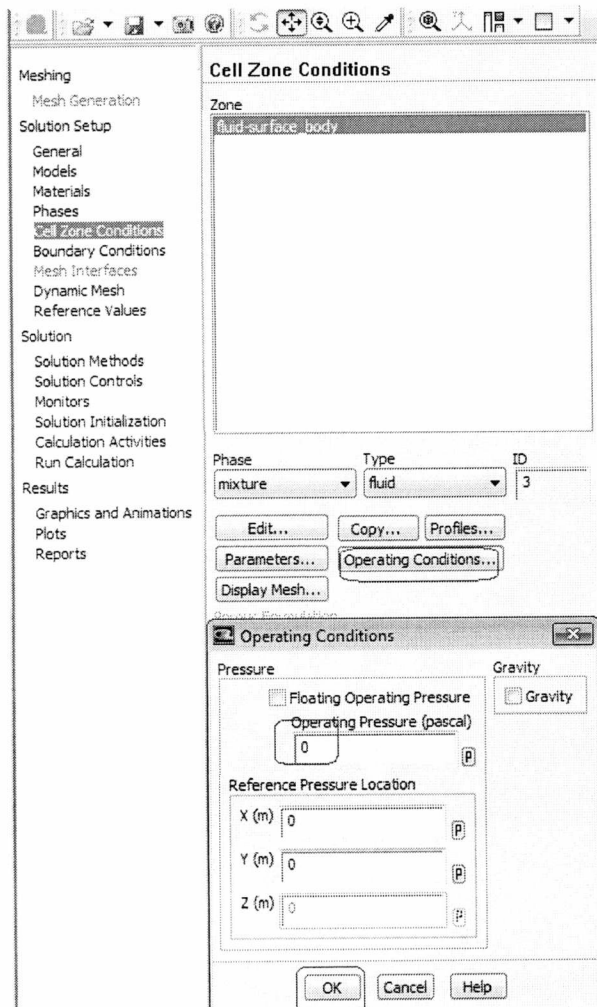 Meshing
Mesh Generation
Solution Setup
General
Models
Materials
Phases
Cell Zone Conditions
Boundary Conditions
Mesh Interfaces
Dynamic Mesh
Reference Values
Solution
Solution Methods
Solution Controls
Monitors
Solution Initialization
Calculation Activities
Run Calculation
Results
Graphics and Animations
Plots
Reports
Cell Zone Conditions
Zone
fluid-surface_body
Phase Type ID
mixture fluid 3
Edit... Copy... Profiles...
Parameters... Operating Conditions...
Display Mesh...
Porous Formulation
Operating Conditions
Pressure
Floating Operating Pressure
Operating Pressure (pascal)
0 P
Reference Pressure Location
X (m) 0 P
Y (m) 0 P
Z (m) 0 P
Gravity
Gravity
OK Cancel Help